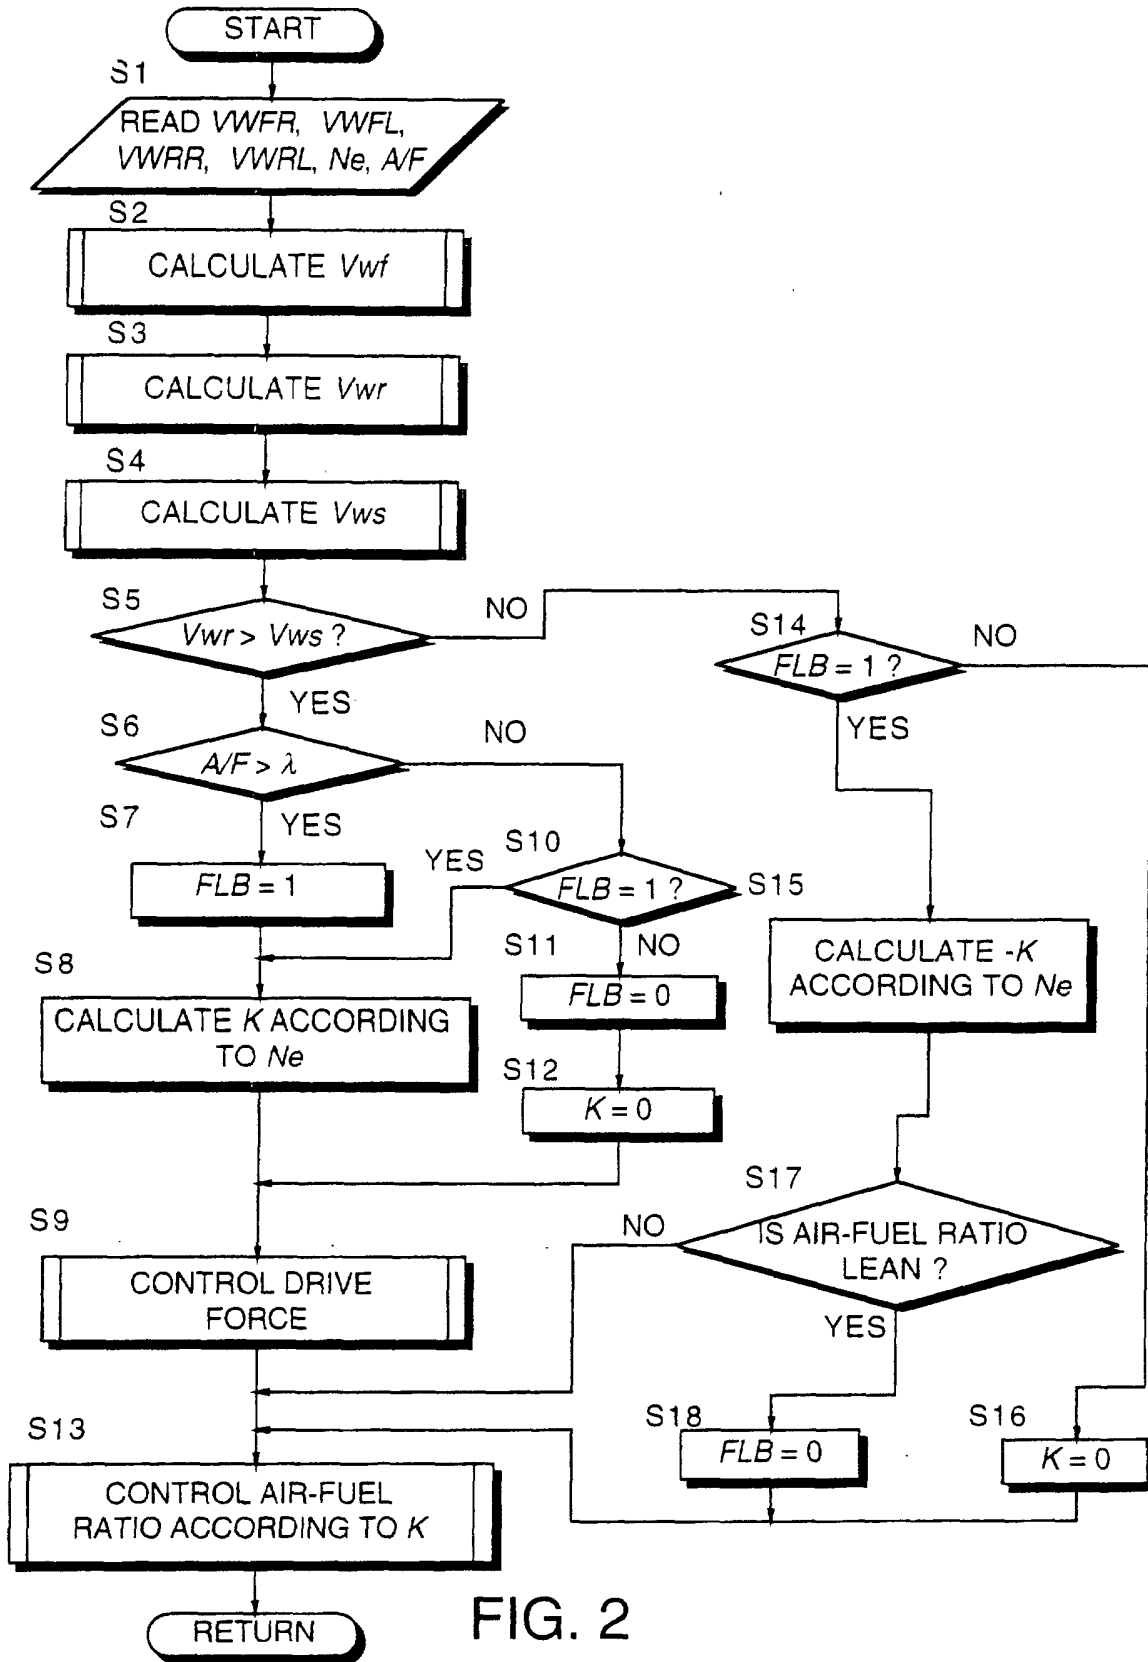 START
S1
READ VWFR, VWFL,
VWRR, VWRL, Ne, A/F
S2
CALCULATE Vwf
S3
CALCULATE Vwr
S4
CALCULATE Vws
S5
Vwr > Vws ?
NO
YES
S14
FLB = 1 ?
NO
YES
S6
A/F > λ
NO
YES
S7
FLB = 1
S10
FLB = 1 ?
YES
NO
S15
CALCULATE -K
ACCORDING TO Ne
S8
CALCULATE K ACCORDING
TO Ne
S11
FLB = 0
S12
K = 0
S17
IS AIR-FUEL RATIO
LEAN ?
NO
YES
S9
CONTROL DRIVE
FORCE
S18
FLB = 0
S16
K = 0
S13
CONTROL AIR-FUEL
RATIO ACCORDING TO K
RETURN
FIG. 2